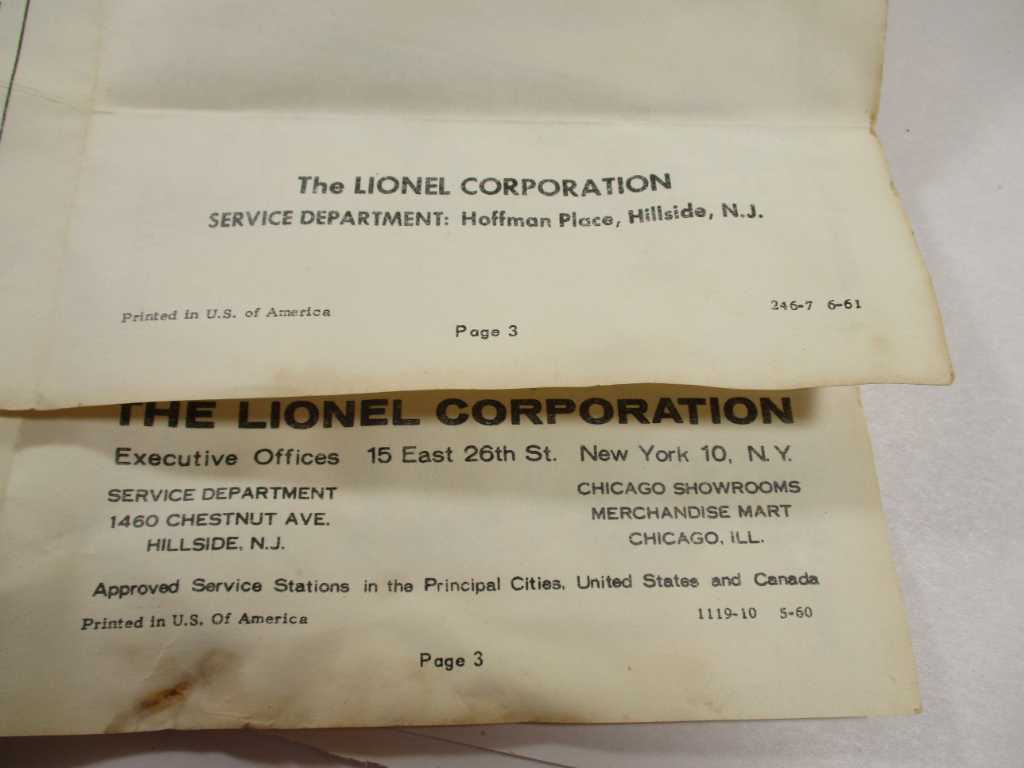 The LIONEL CORPORATION
SERVICE DEPARTMENT: Hoffman Place, Hillside, N.J.
Printed in U.S. of America
246-7 6-61
Page 3
THE LIONEL CORPORATION
Executive Offices 15 East 26th St. New York 10, N.Y.
SERVICE DEPARTMENT
1460 CHESTNUT AVE.
HILLSIDE, N.J.
CHICAGO SHOWROOMS
MERCHANDISE MART
CHICAGO, ILL.
Approved Service Stations in the Principal Cities, United States and Canada
Printed in U.S. Of America
1119-10 5-60
Page 3